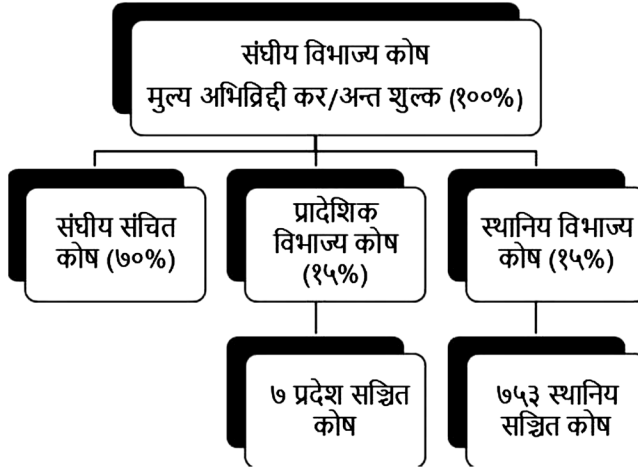 संघीय विभाज्य कोष
मुल्य अभिव्रिद्दी कर/अन्त शुल्क (१००%)
संघीय संचित
कोष (७०%)
प्रादेशिक
विभाज्य कोष
(१५%)
स्थानिय विभाज्य
कोष (१५%)
७ प्रदेश सञ्चित
कोष
७५३ स्थानिय
सञ्चित कोष